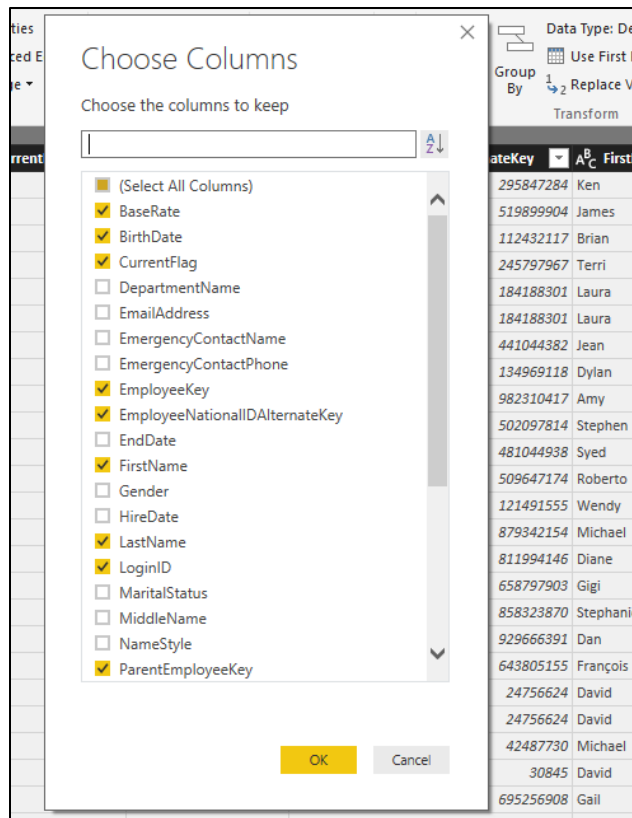 ties
ced E
ge
Choose Columns
Choose the columns to keep
(Select All Columns)
BaseRate
BirthDate
CurrentFlag
DepartmentName
EmailAddress
EmergencyContactName
EmergencyContactPhone
EmployeeKey
EmployeeNationalIDAlternateKey
EndDate
FirstName
Gender
HireDate
LastName
LoginID
MaritalStatus
MiddleName
NameStyle
ParentEmployeeKey
OK
Cancel
Group
By
Data Type: De
Use First
Replace V
Transform
rrent
ateKey
First
295847284 Ken
519899904 James
112432117 Brian
245797967 Terri
184188301 Laura
184188301 Laura
441044382 Jean
134969118 Dylan
982310417 Amy
502097814 Stephen
481044938 Syed
509647174 Roberto
121491555 Wendy
879342154 Michael
811994146 Diane
658797903 Gigi
858323870 Stephani
929666391 Dan
643805155 François
24756624 David
24756624 David
42487730 Michael
30845 David
695256908 Gail